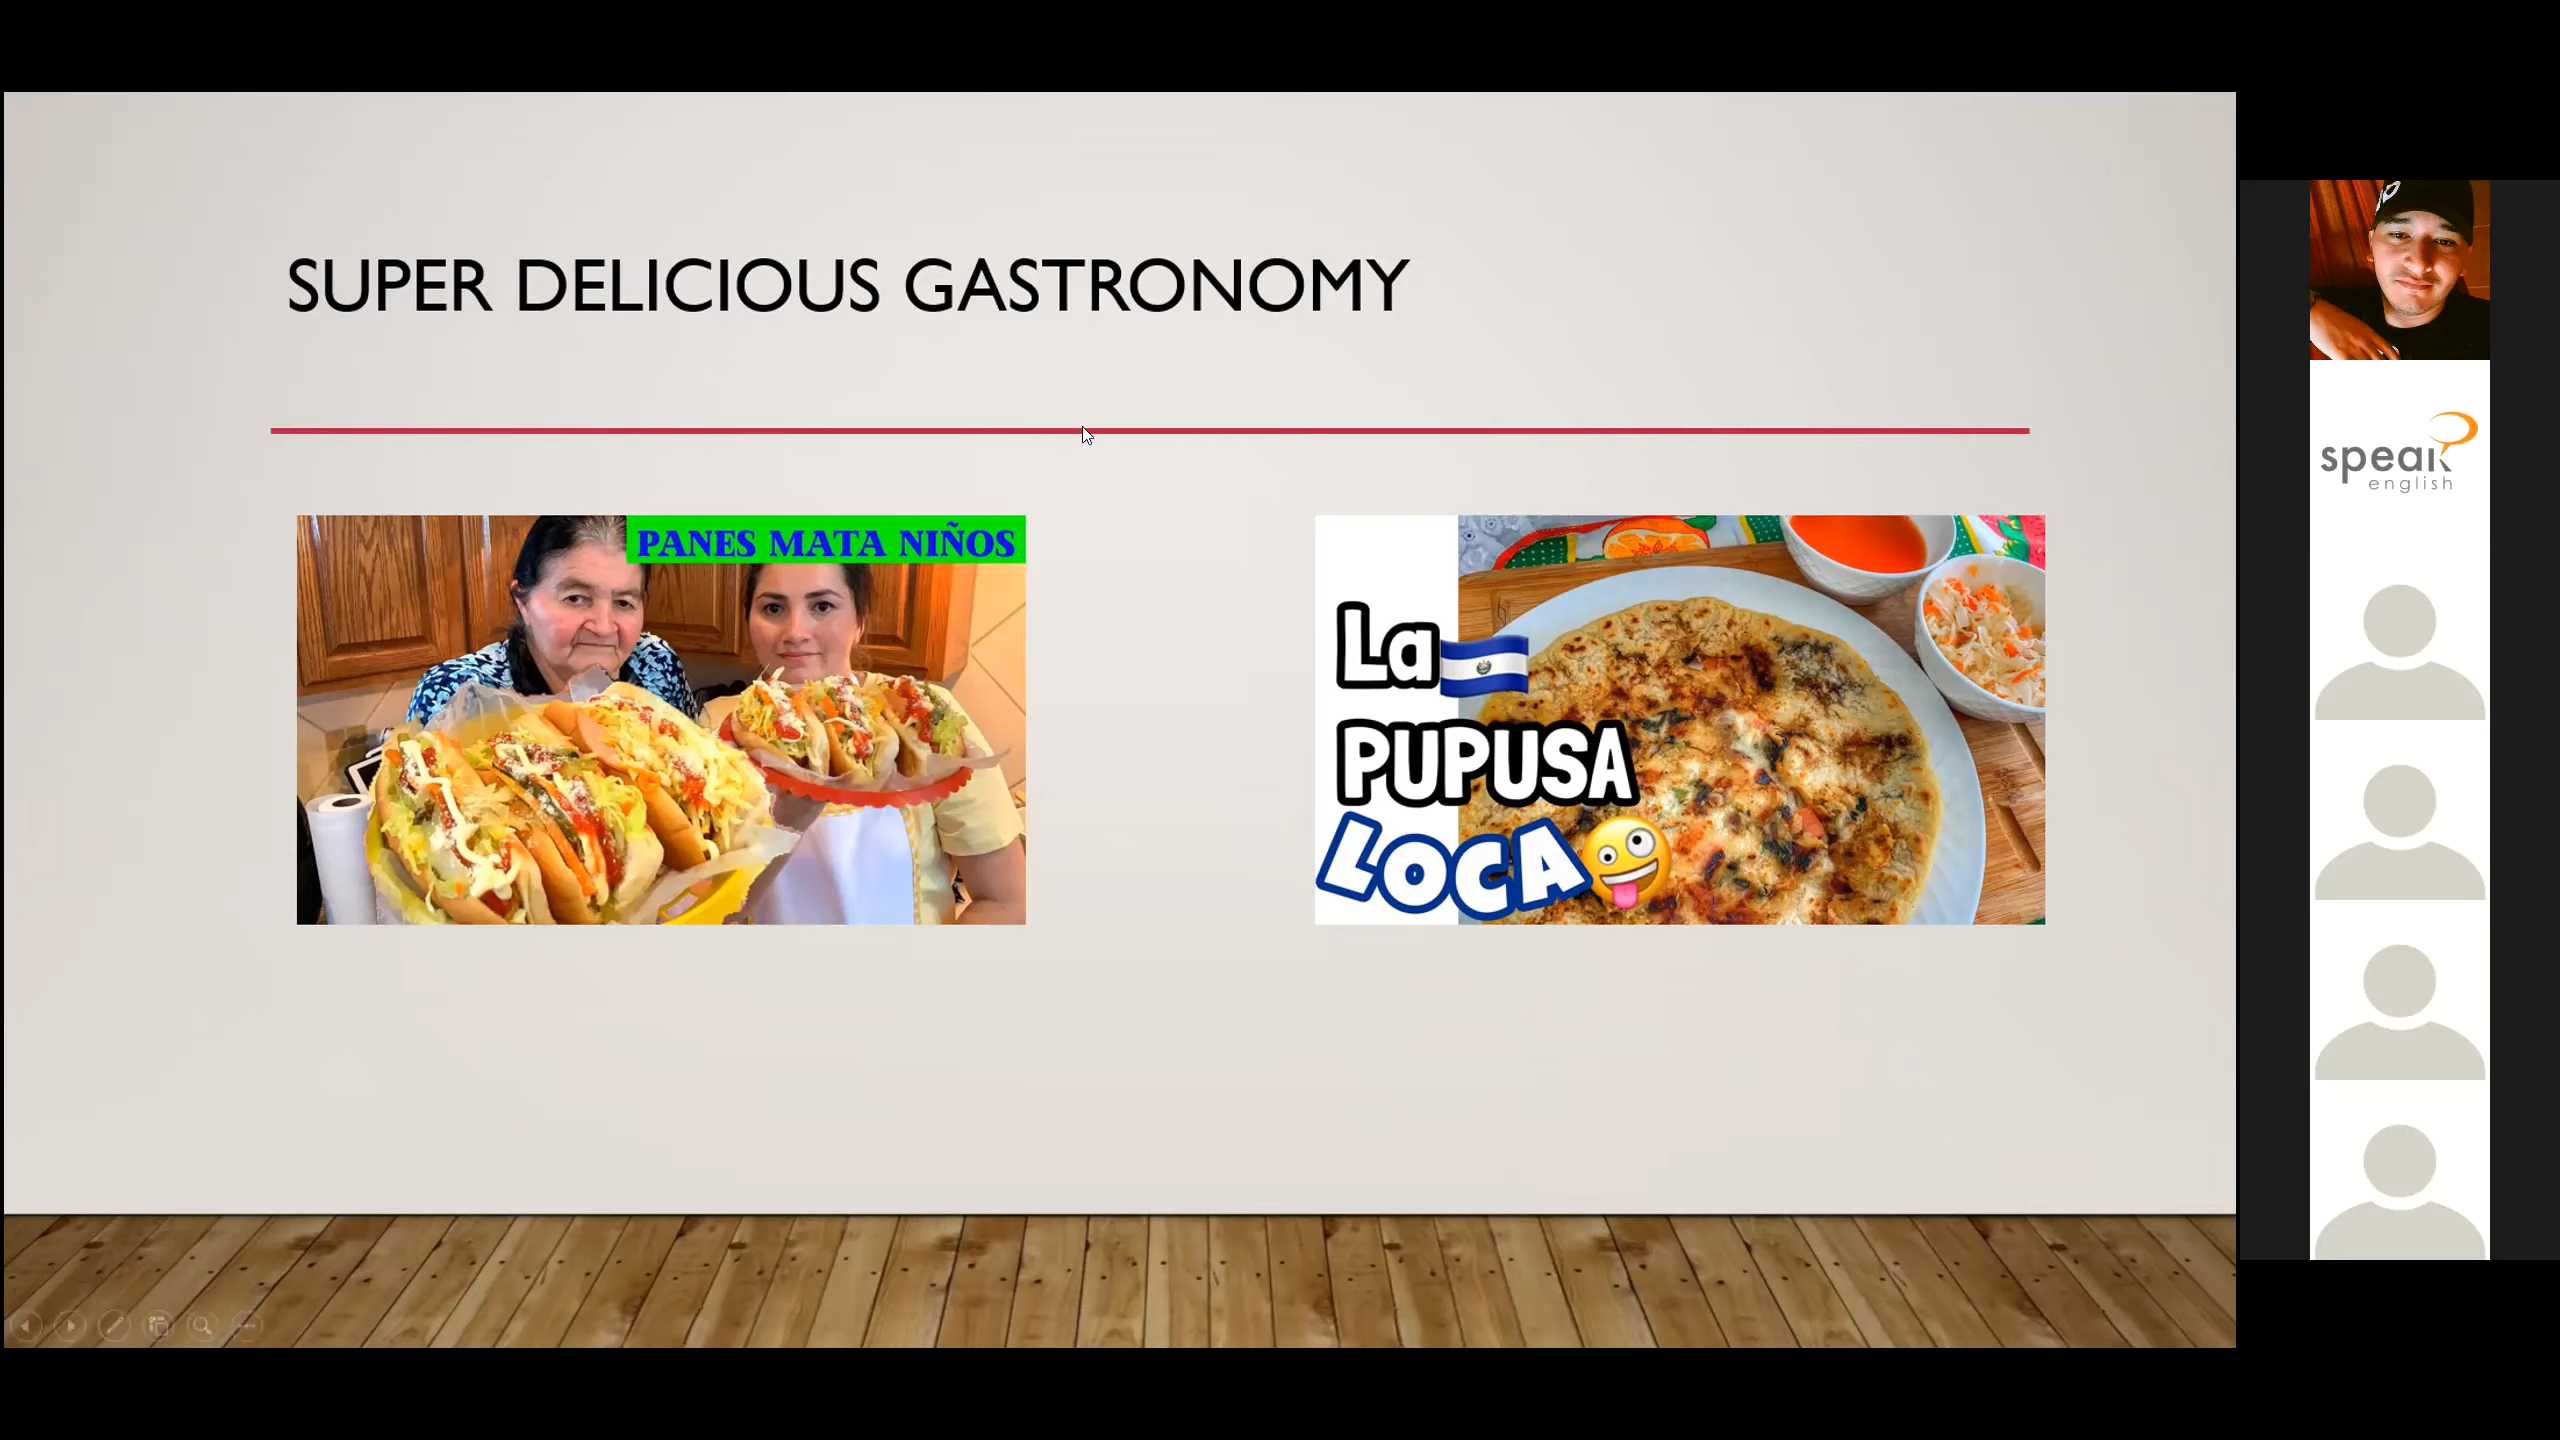 SUPER DELICIOUS GASTRONOMY
PANES MATA NIÑOS
La
PUPUSA
LOCA
speak
english